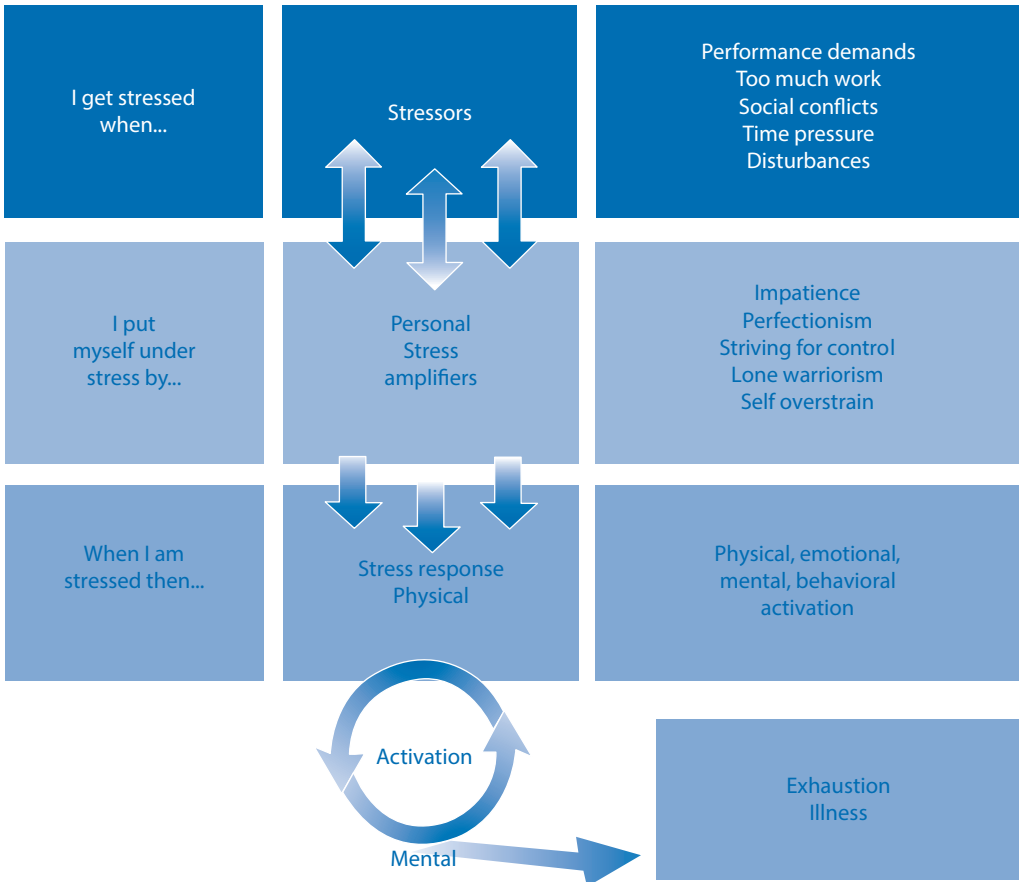 I get stressed
when...
Stressors
Performance demands
Too much work
Social conflicts
Time pressure
Disturbances
I put
myself under
stress by...
Personal
Stress
amplifiers
Impatience
Perfectionism
Striving for control
Lone warriorism
Self overstrain
When I am
stressed then...
Stress response
Physical
Physical, emotional,
mental, behavioral
activation
Activation
Mental
Exhaustion
Illness